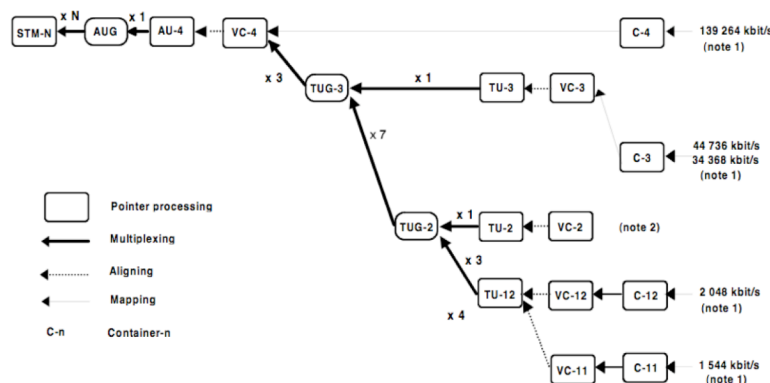 x N
x 1
STM-N
AUG
AU-4
VC-4
C-4
139 264 kbit/s
(note 1)
x 3
x 1
TUG-3
TU-3
VC-3
x 7
C-3
44 736 kbit/s
34 368 kbit/s
(note 1)
Pointer processing
Multiplexing
Aligning
Mapping
C-n
Container-n
x 1
TUG-2
TU-2
VC-2
(note 2)
x 3
x 4
TU-12
VC-12
C-12
2 048 kbit/s
(note 1)
VC-11
C-11
1 544 kbit/s
(note 1)